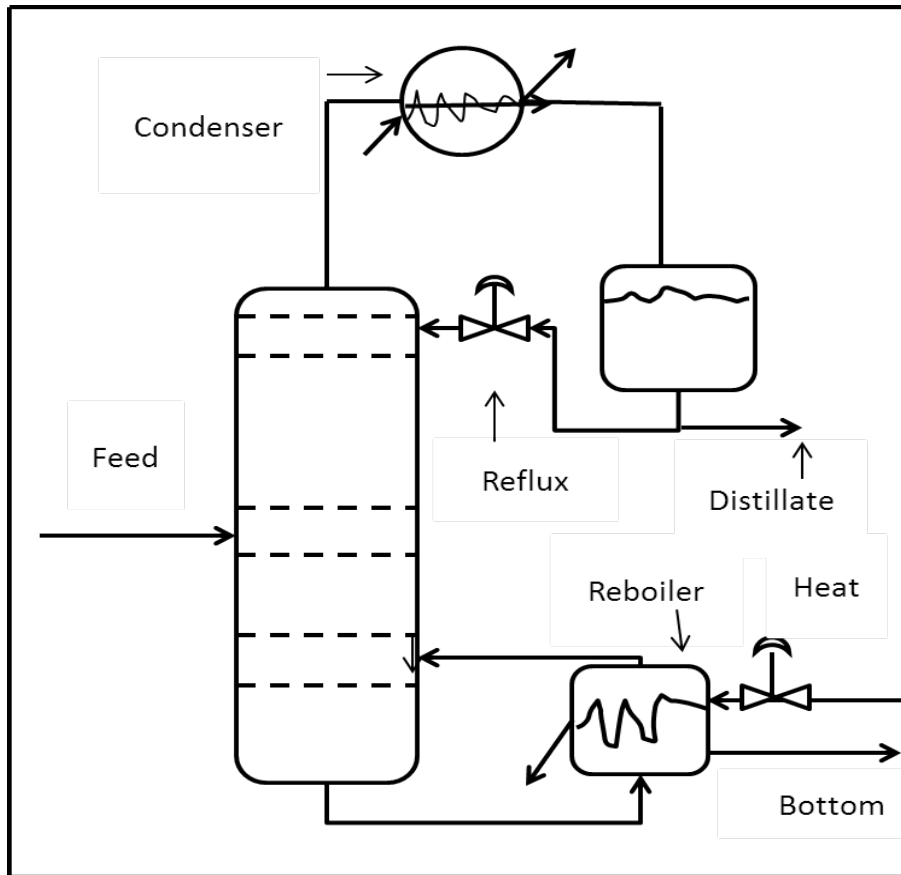 Condenser
Feed
Reflux
Distillate
Reboiler
Heat
Bottom